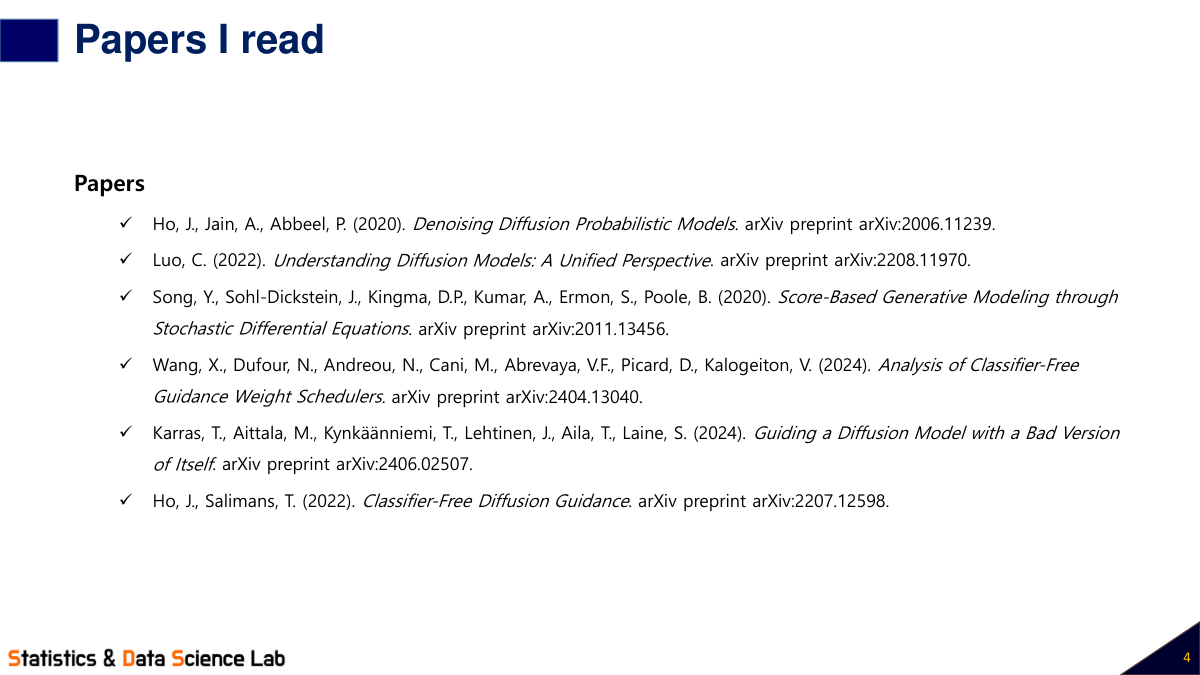 Papers I read
Papers
✓ Ho, J., Jain, A., Abbeel, P. (2020). Denoising Diffusion Probabilistic Models. arXiv preprint arXiv:2006.11239.
✓ Luo, C. (2022). Understanding Diffusion Models: A Unified Perspective. arXiv preprint arXiv:2208.11970.
✓ Song, Y., Sohl-Dickstein, J., Kingma, D.P., Kumar, A., Ermon, S., Poole, B. (2020). Score-Based Generative Modeling through
Stochastic Differential Equations. arXiv preprint arXiv:2011.13456.
✓ Wang, X., Dufour, N., Andreou, N., Cani, M., Abrevaya, V.F., Picard, D., Kalogeiton, V. (2024). Analysis of Classifier-Free
Guidance Weight Schedulers. arXiv preprint arXiv:2404.13040.
✓ Karras, T., Aittala, M., Kynkäänniemi, T., Lehtinen, J., Aila, T., Laine, S. (2024). Guiding a Diffusion Model with a Bad Version
of Itself. arXiv preprint arXiv:2406.02507.
✓ Ho, J., Salimans, T. (2022). Classifier-Free Diffusion Guidance. arXiv preprint arXiv:2207.12598.
Statistics & Data Science Lab
4